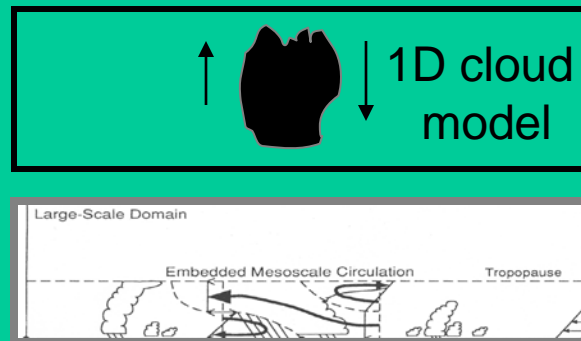 1D cloud
model
Large-Scale Domain
Embedded Mesoscale Circulation Tropopause